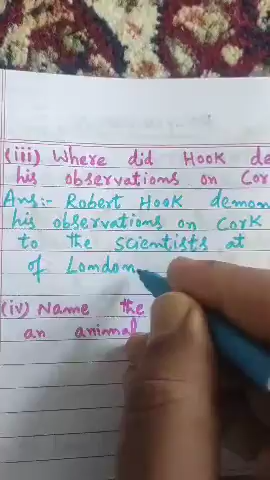 (iii) Where did Hook de
his observations on Cor
Ans:- Robert Hook demon
his observations on Cork
to the scientists at
of London
(iv) Name the
an animal